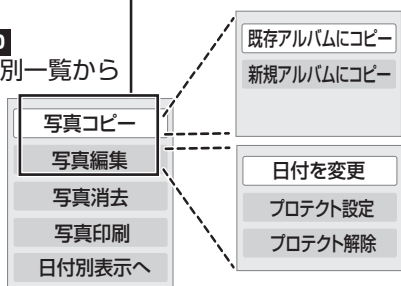 別一覧から
写真コピー
写真編集
写真消去
写真印刷
日付別表示へ
既存アルバムにコピー
新規アルバムにコピー
日付を変更
プロテクト設定
プロテクト解除